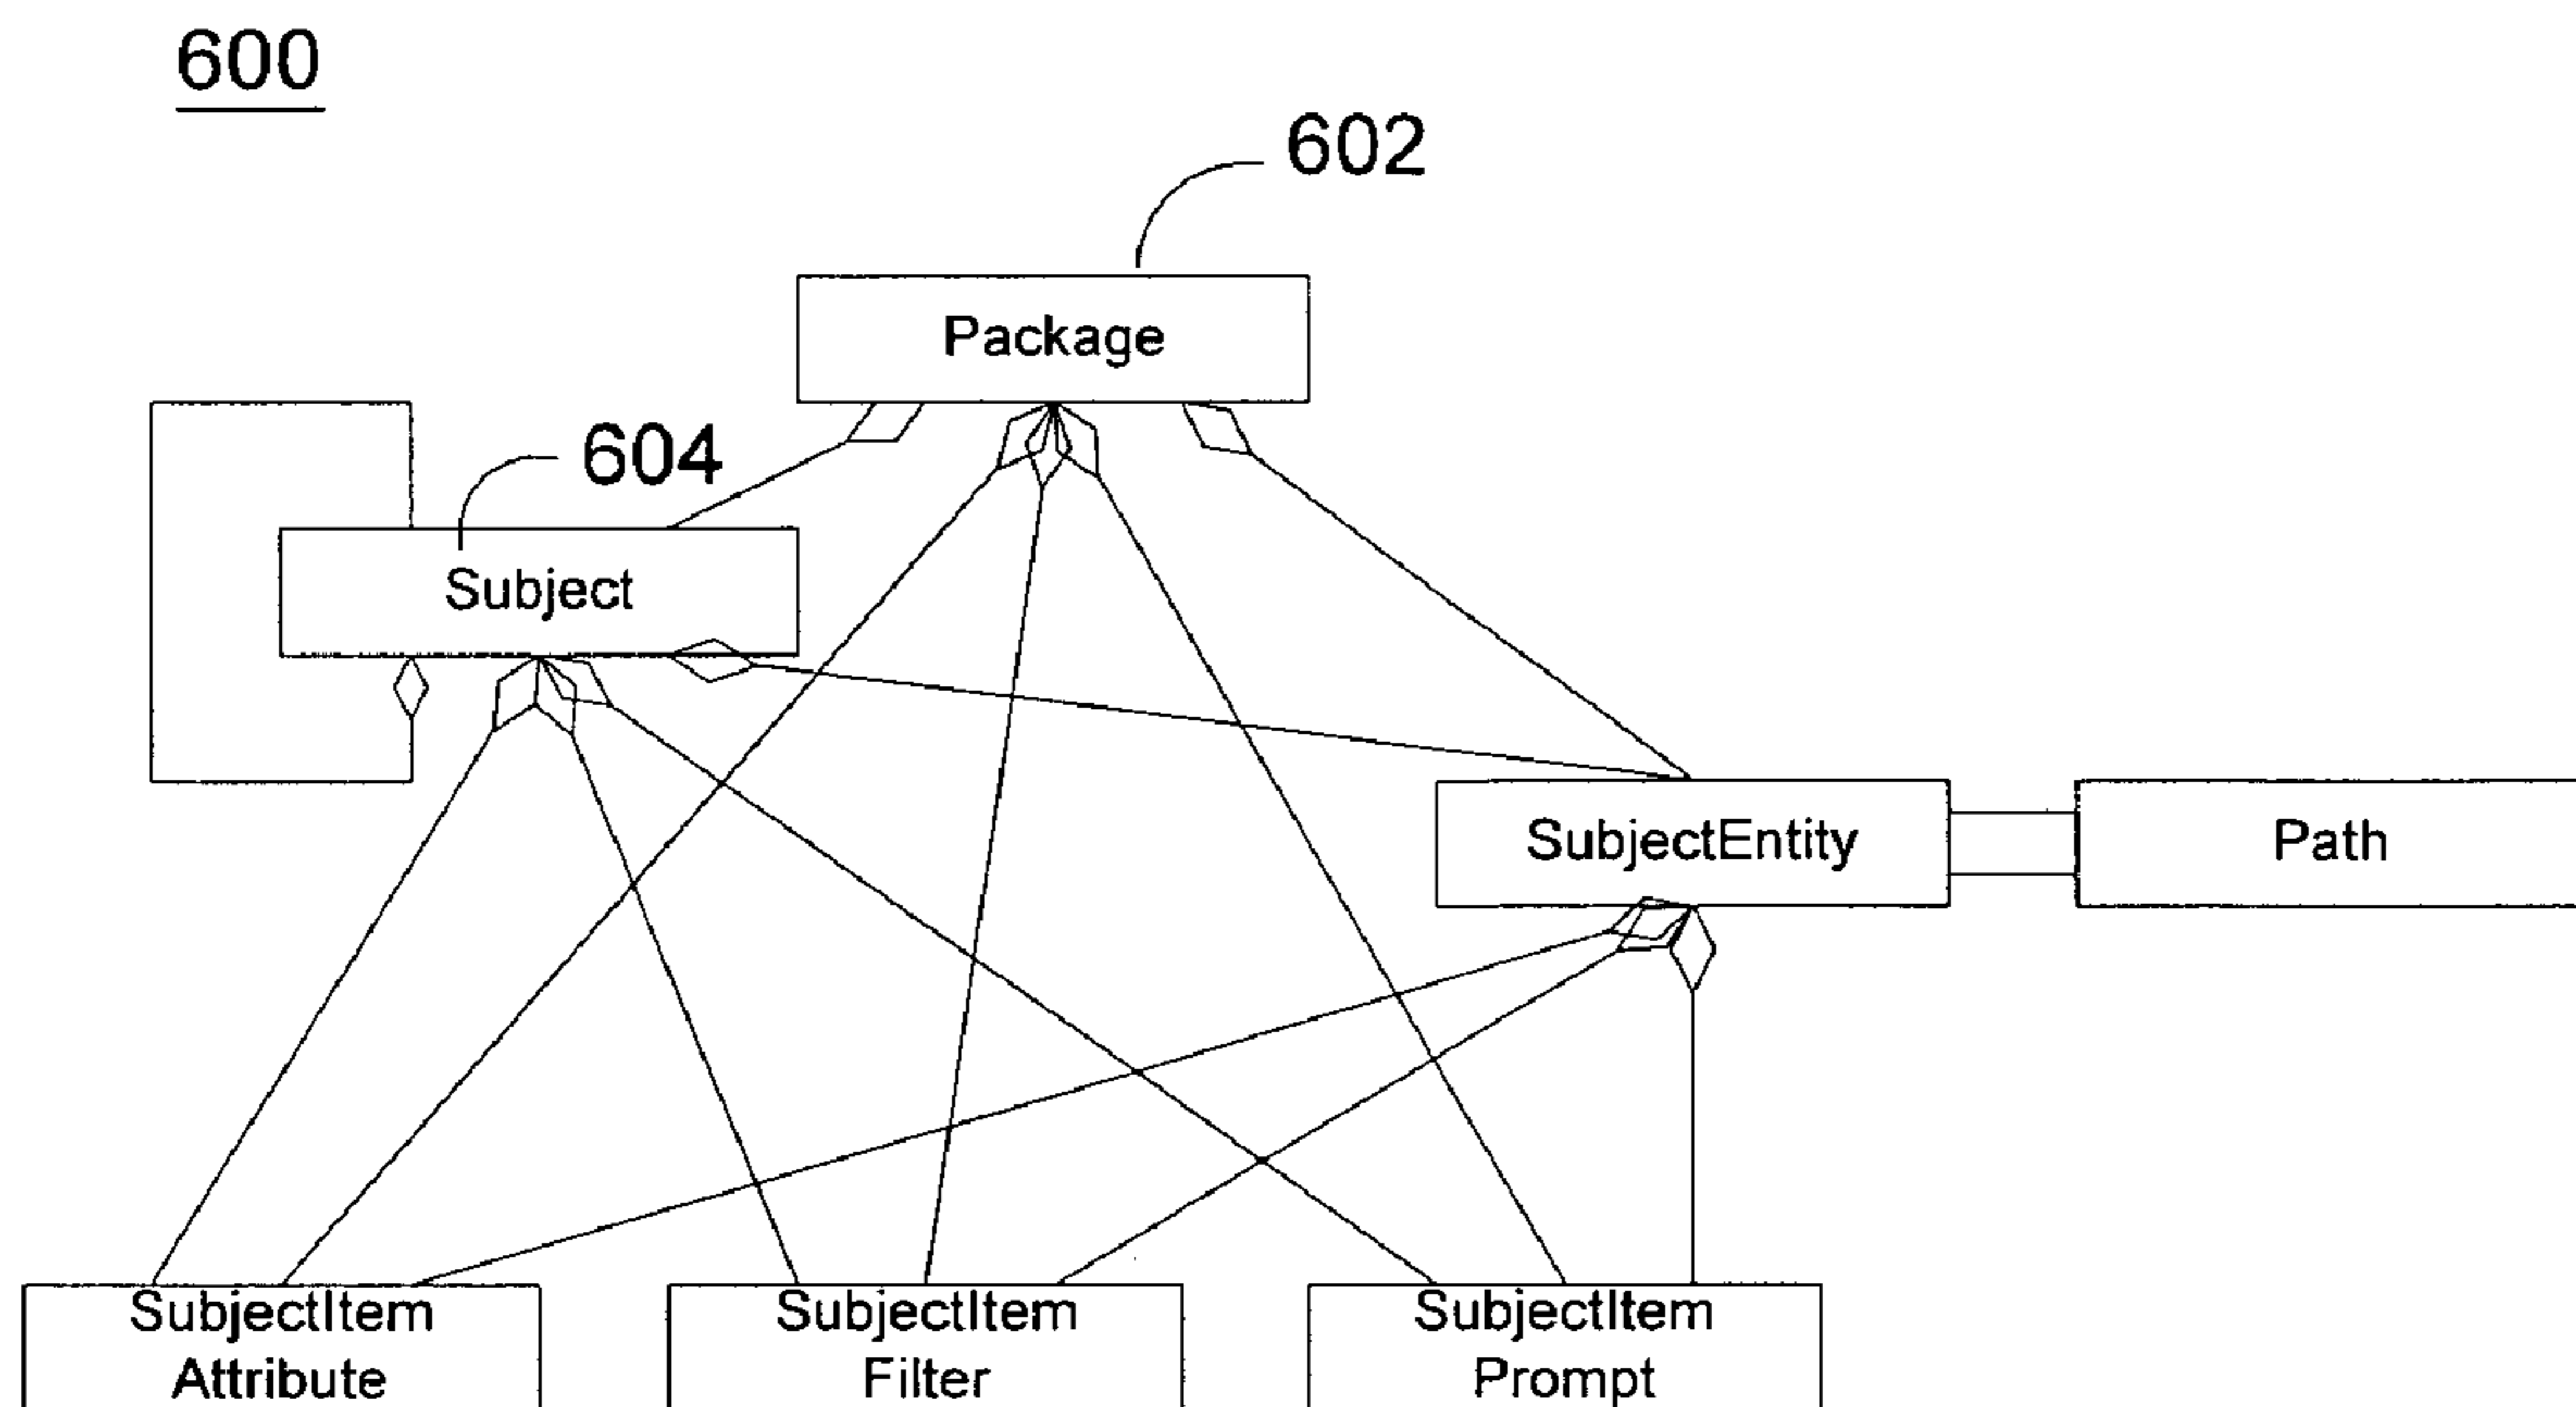 600
602
Package
604
Subject
SubjectEntity
Path
SubjectItem
Attribute
SubjectItem
Filter
SubjectItem
Prompt